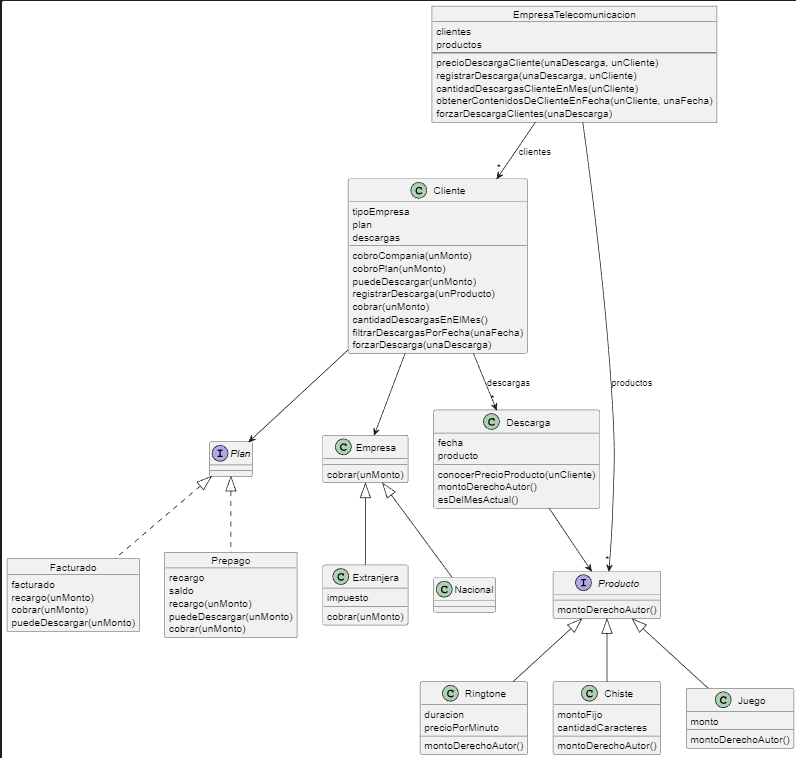 EmpresaTelecomunicacion
clientes
productos
precioDescargaCliente(unaDescarga, unCliente)
registrarDescarga(unaDescarga, unCliente)
cantidadDescargasClienteEnMes(unCliente)
obtenerContenidosDeClienteEnFecha(unCliente, unaFecha)
forzarDescargaClientes(unaDescarga)
clientes
*
C Cliente
tipoEmpresa
plan
descargas
cobroCompania(unMonto)
cobroPlan(unMonto)
puedeDescargar(unMonto)
registrarDescarga(unProducto)
cobrar(unMonto)
cantidadDescargasEnElMes()
filtrarDescargasPorFecha(unaFecha)
forzarDescarga(unaDescarga)
descargas
*
productos
*
I Plan
C Empresa
cobrar(unMonto)
C Descarga
fecha
producto
conocerPrecioProducto(unCliente)
montoDerechoAutor()
esDelMesActual()
Facturado
facturado
recargo(unMonto)
cobrar(unMonto)
puedeDescargar(unMonto)
Prepago
recargo
saldo
recargo(unMonto)
puedeDescargar(unMonto)
cobrar(unMonto)
C Extranjera
impuesto
cobrar(unMonto)
C Nacional
I Producto
montoDerechoAutor()
C Ringtone
duracion
precioPorMinuto
montoDerechoAutor()
C Chiste
montoFijo
cantidadCaracteres
montoDerechoAutor()
C Juego
monto
montoDerechoAutor()